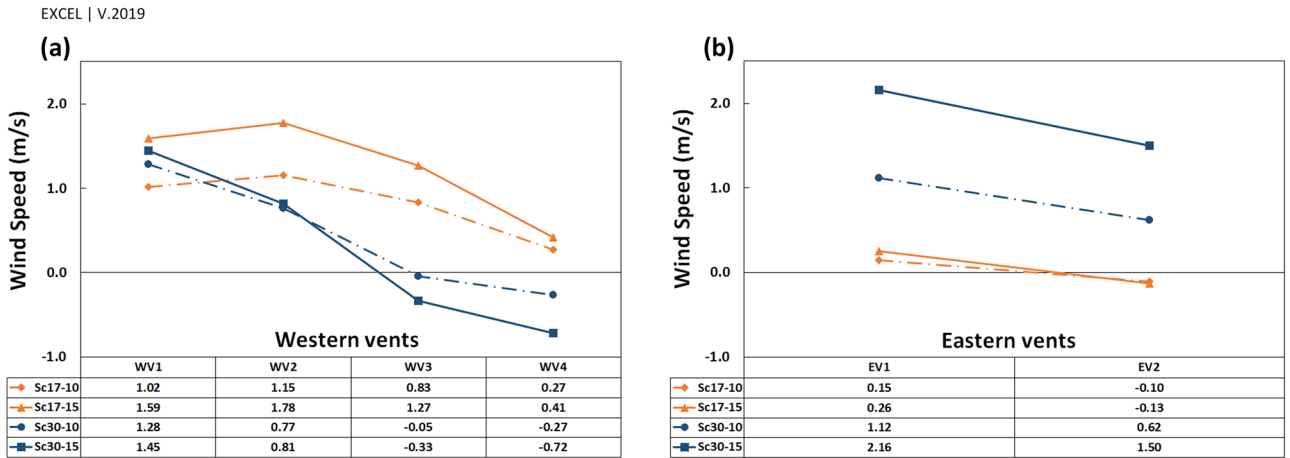 EXCEL | V.2019
(a)
Wind Speed (m/s)
2.0
1.0
0.0
-1.0
Western vents
WV1 WV2 WV3 WV4
Sc17-10 1.02 1.15 0.83 0.27
Sc17-15 1.59 1.78 1.27 0.41
Sc30-10 1.28 0.77 -0.05 -0.27
Sc30-15 1.45 0.81 -0.33 -0.72
(b)
Wind Speed (m/s)
2.0
1.0
0.0
-1.0
Eastern vents
EV1 EV2
Sc17-10 0.15 -0.10
Sc17-15 0.26 -0.13
Sc30-10 1.12 0.62
Sc30-15 2.16 1.50